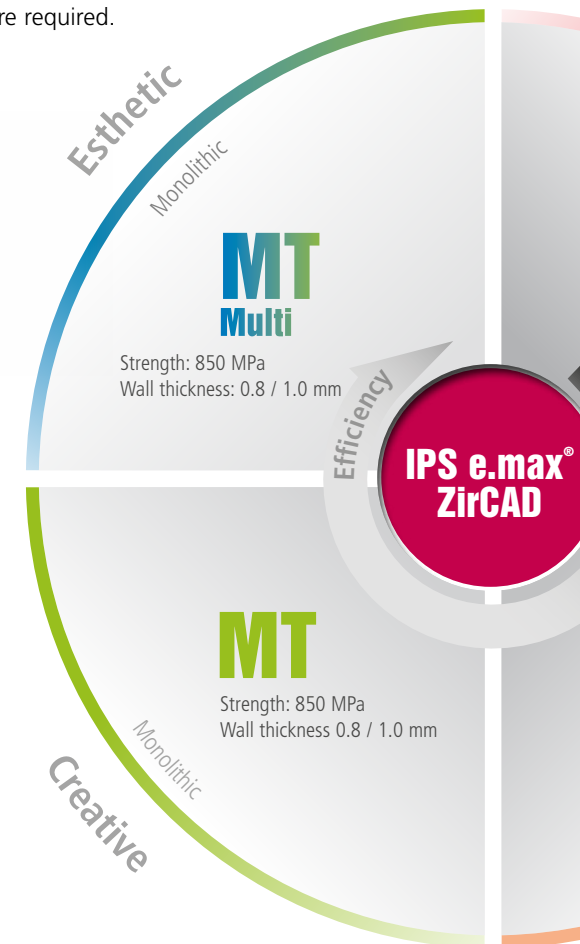 re required.
Esthetic
Monolithic
MT
Multi
Strength: 850 MPa
Wall thickness: 0.8 / 1.0 mm
Efficiency
IPS e.max®
ZirCAD
MT
Strength: 850 MPa
Wall thickness 0.8 / 1.0 mm
Monolithic
Creative